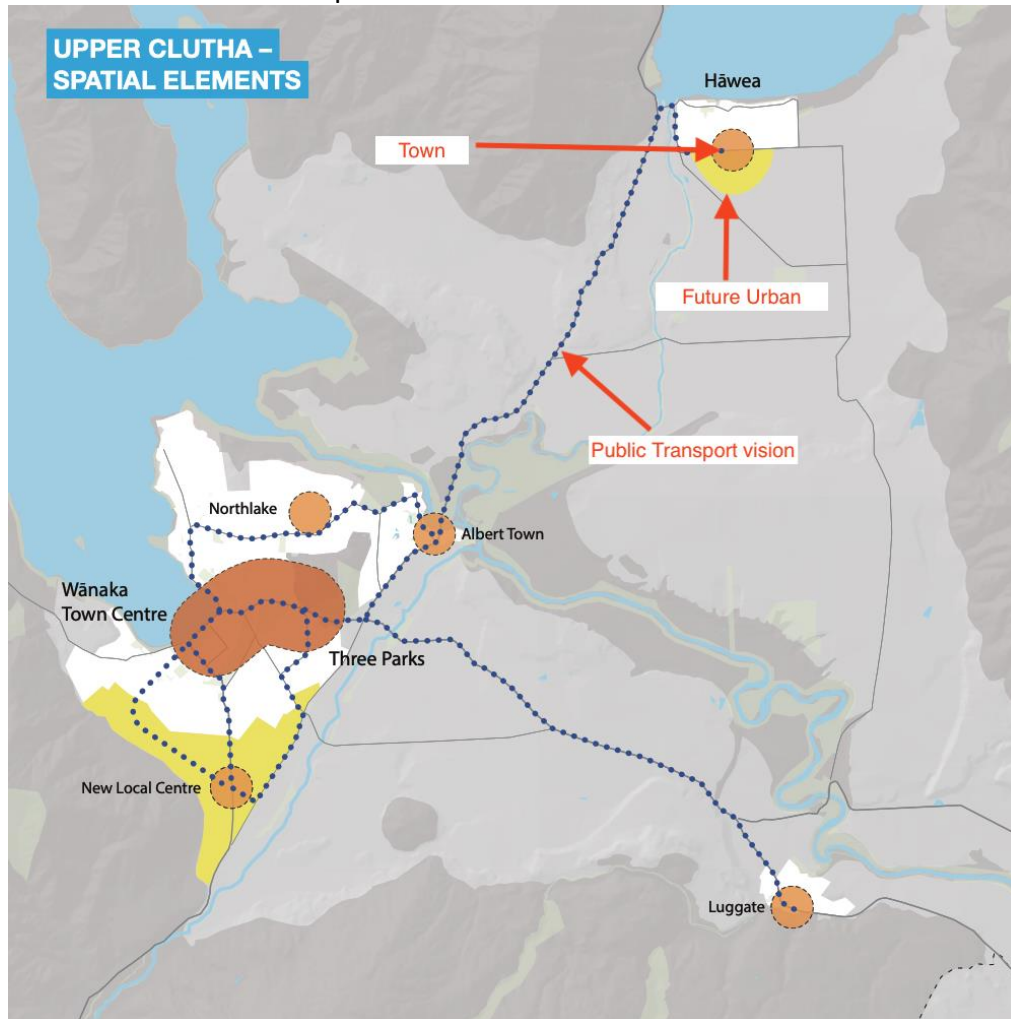 UPPER CLUTHA –
SPATIAL ELEMENTS
Hāwea
Town
Future Urban
Public Transport vision
Northlake
Albert Town
Wānaka
Town Centre
Three Parks
New Local Centre
Luggate